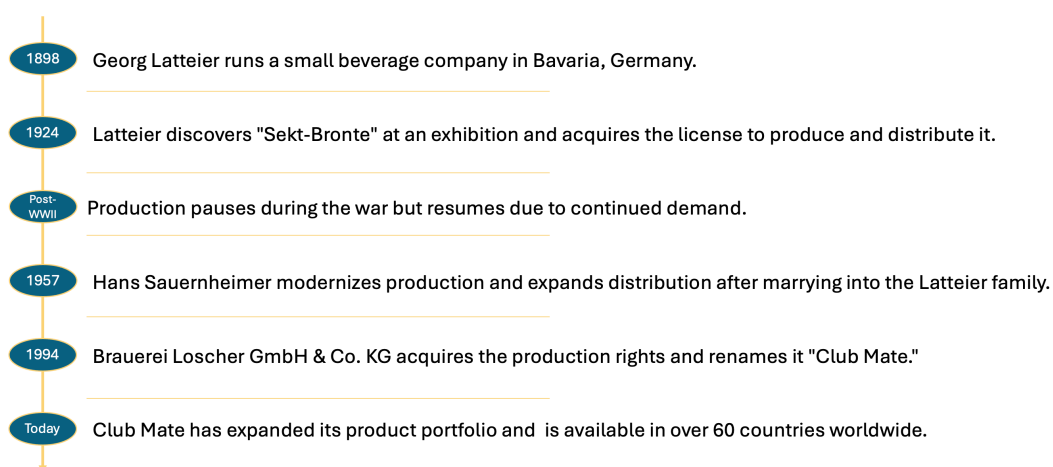 1898
Georg Latteier runs a small beverage company in Bavaria, Germany.
1924
Latteier discovers "Sekt-Bronte" at an exhibition and acquires the license to produce and distribute it.
Post-
WWII
Production pauses during the war but resumes due to continued demand.
1957
Hans Sauernheimer modernizes production and expands distribution after marrying into the Latteier family.
1994
Brauerei Loscher GmbH & Co. KG acquires the production rights and renames it "Club Mate."
Today
Club Mate has expanded its product portfolio and  is available in over 60 countries worldwide.